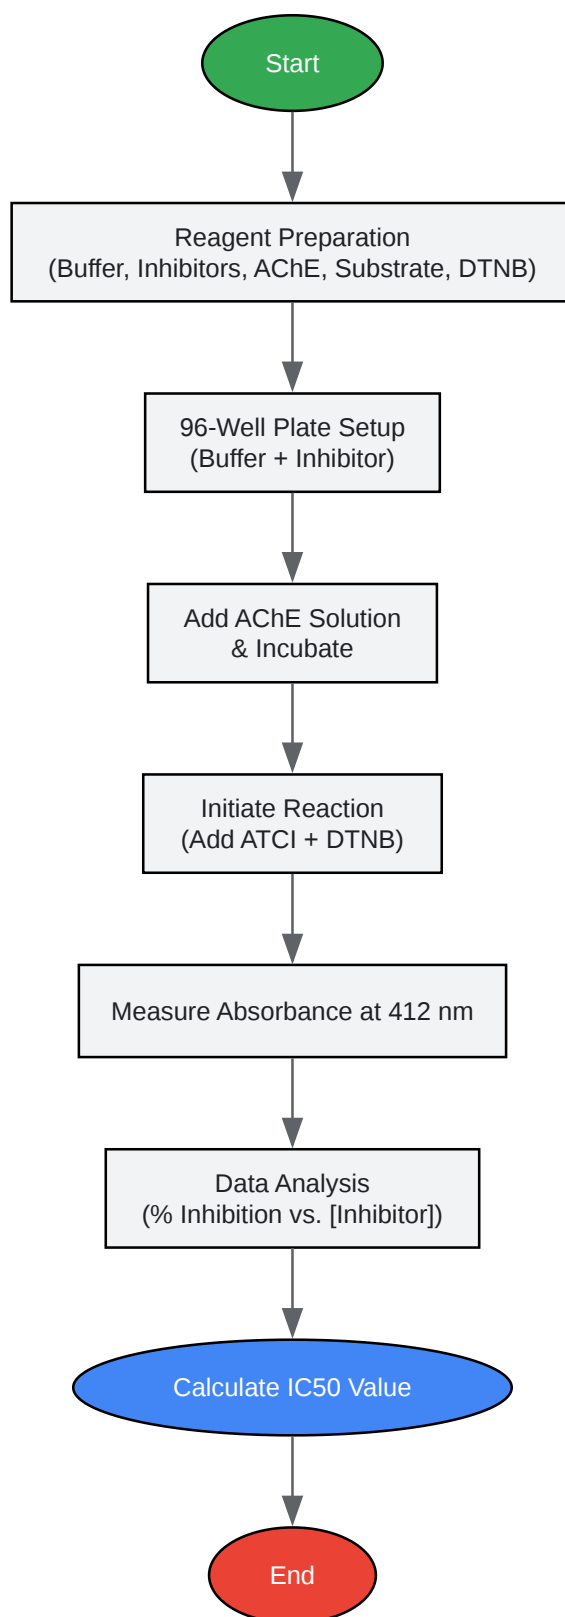 Start
Reagent Preparation
(Buffer, Inhibitors, AChE, Substrate, DTNB)
96-Well Plate Setup
(Buffer + Inhibitor)
Add AChE Solution
& Incubate
Initiate Reaction
(Add ATCI + DTNB)
Measure Absorbance at 412 nm
Data Analysis
(% Inhibition vs. [Inhibitor])
Calculate IC50 Value
End